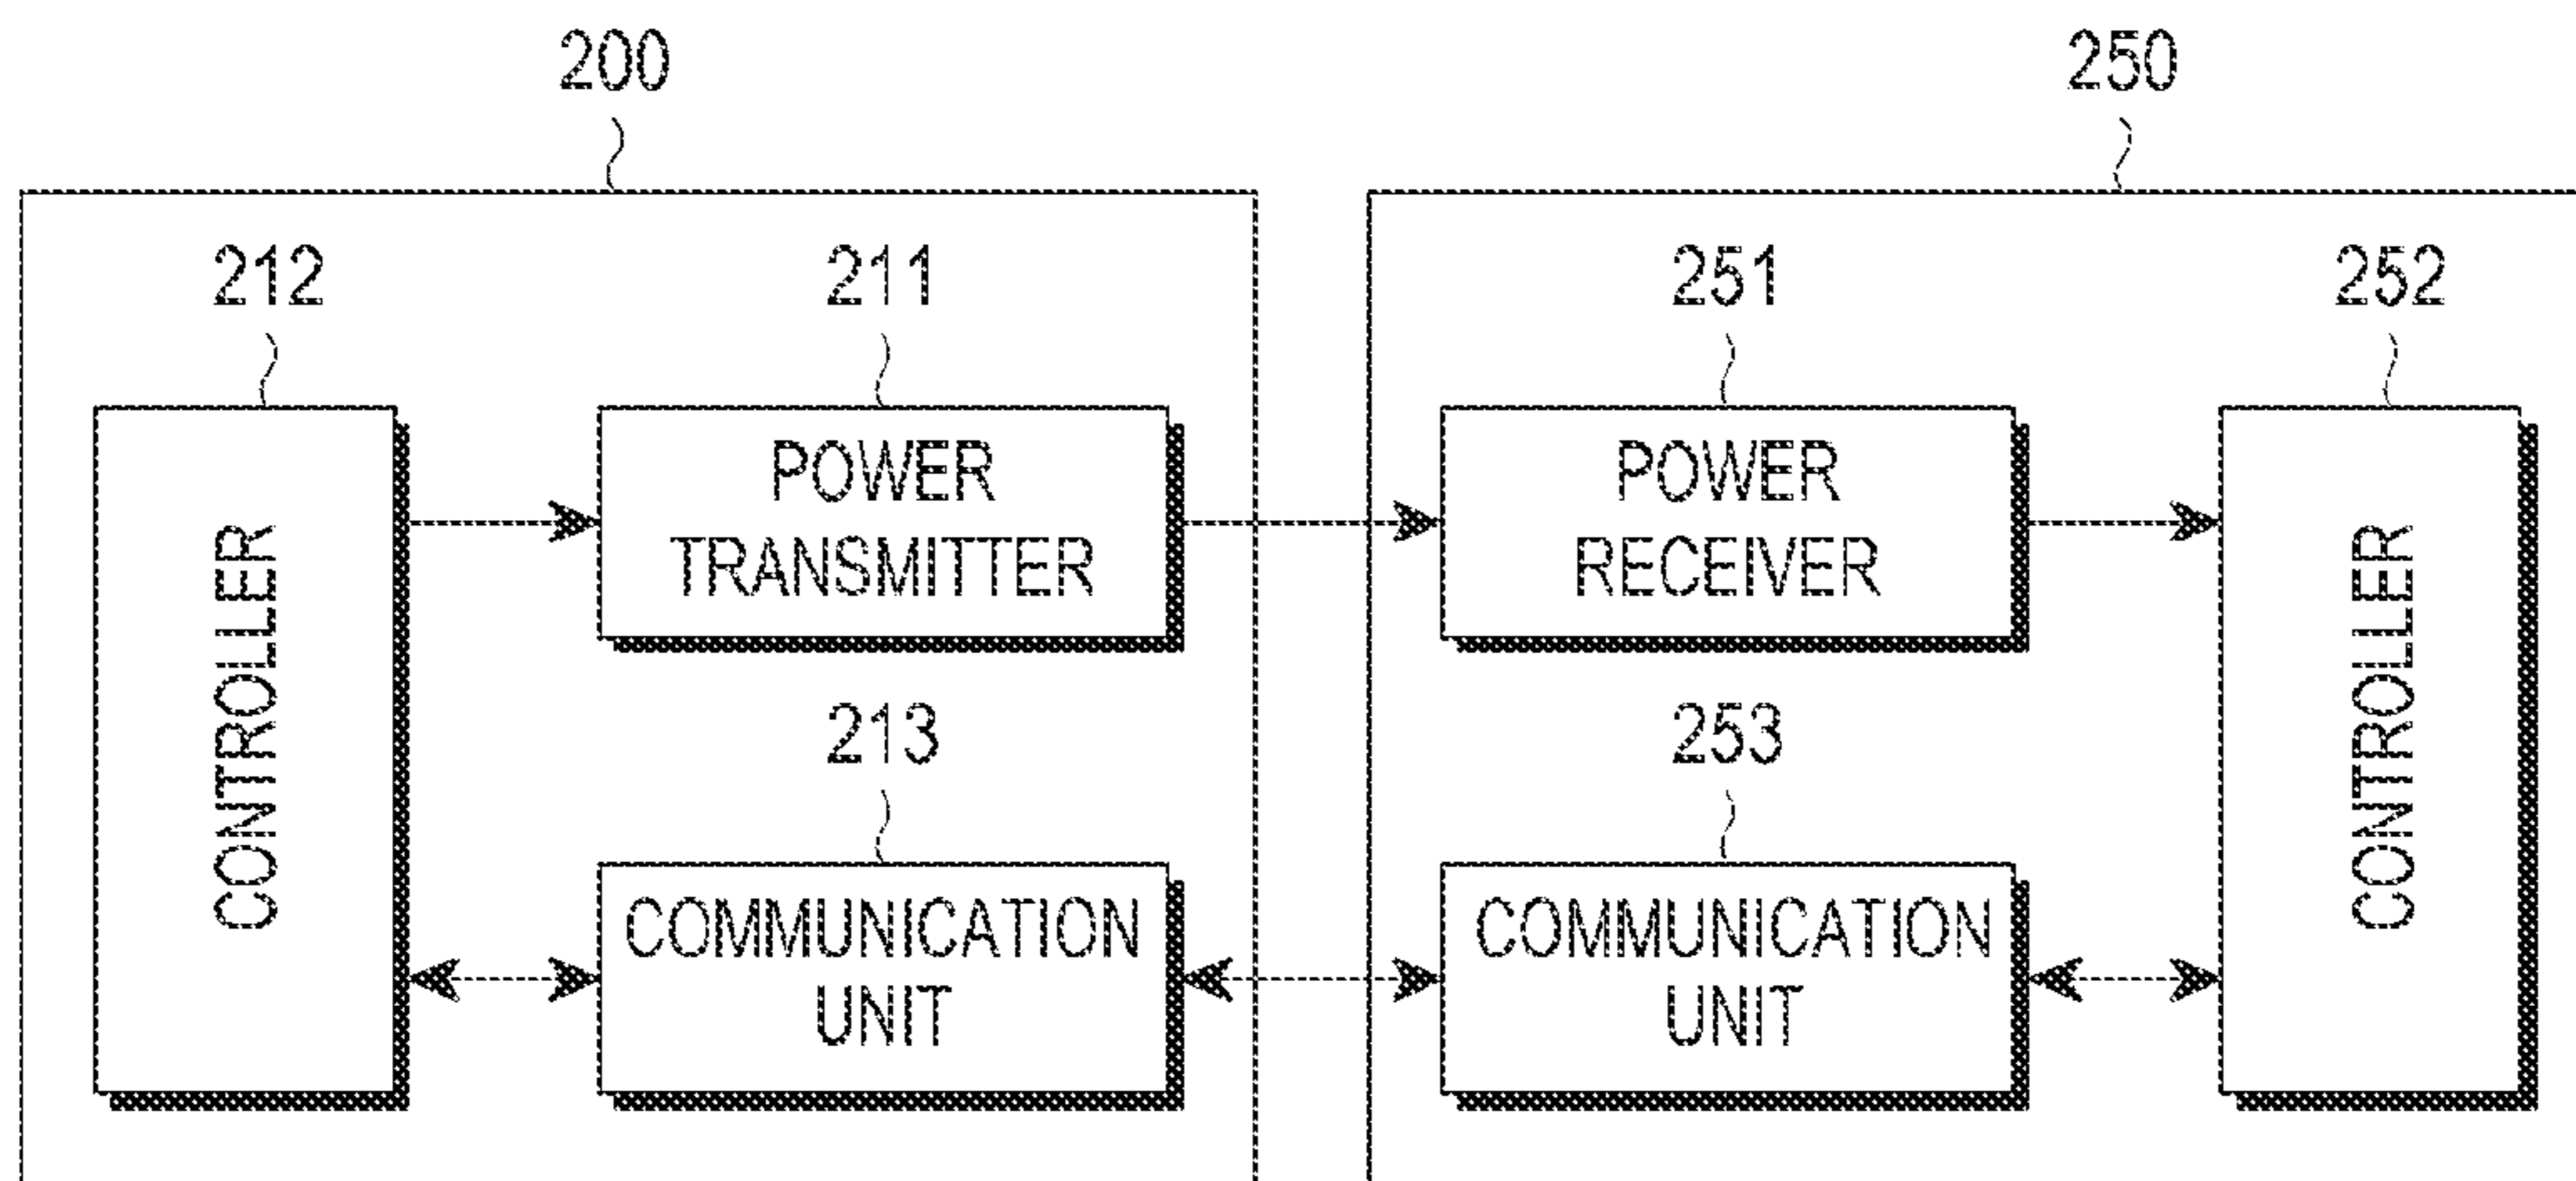 200
250
212
211
251
252
POWER
TRANSMITTER
POWER
RECEIVER
CONTROLLER
CONTROLLER
213
253
COMMUNICATION
UNIT
COMMUNICATION
UNIT